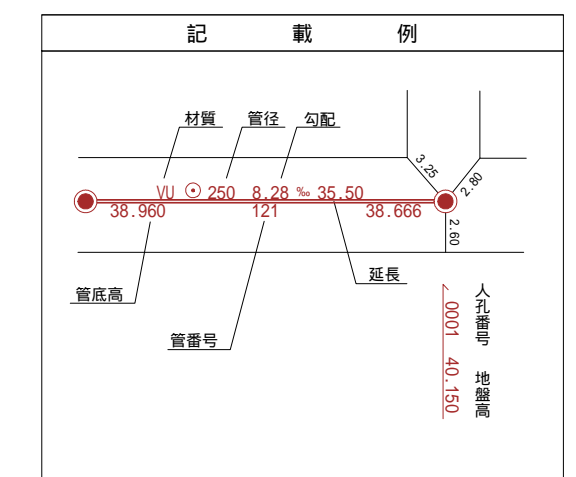 記 載 例
材質 管径 勾配
VU ⊙ 250 8.28 ‰ 35.50
38.960 121 38.666
3.25
2.80
2.60
管底高
延長
管番号
人孔番号 地盤高
0001 40.150